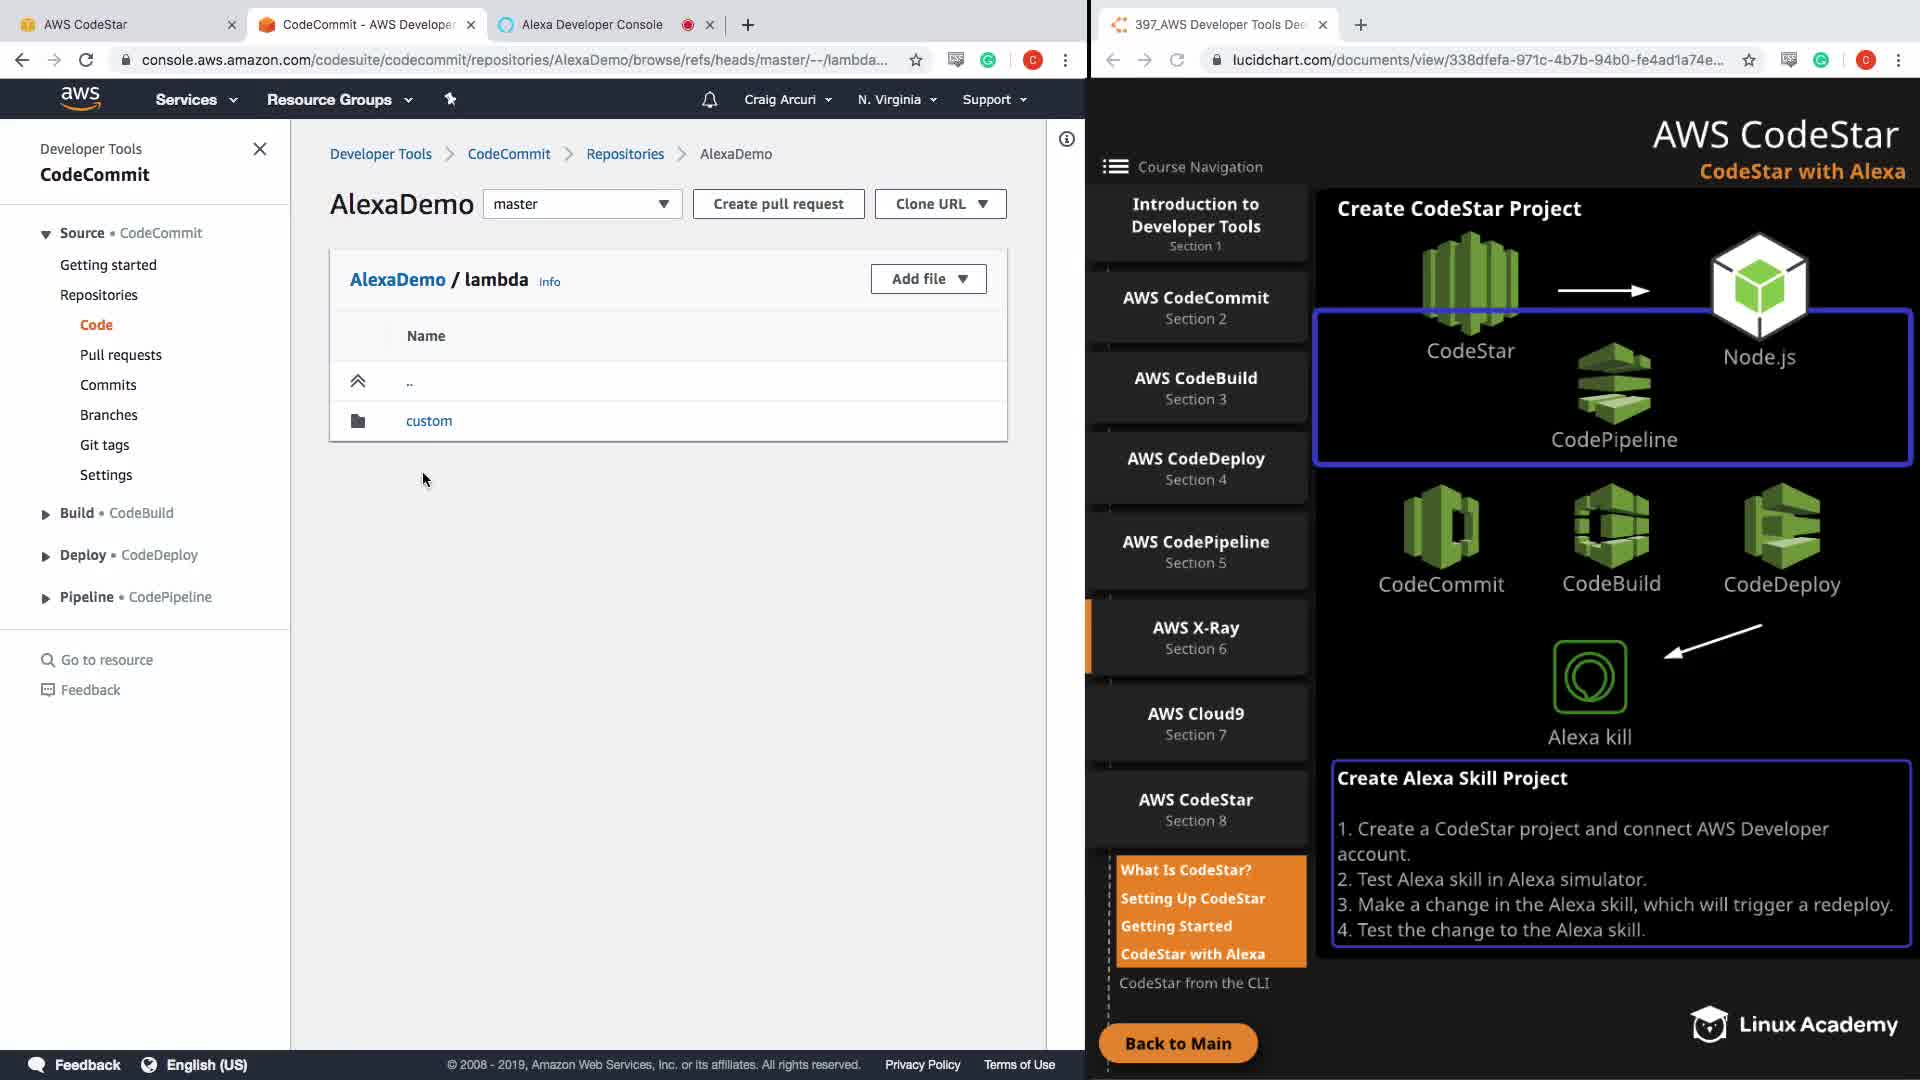 AWS CodeStar
CodeCommit - AWS Developer
Alexa Developer Console
console.aws.amazon.com/codesuite/codecommit/repositories/AlexaDemo/browse/refs/heads/master/--/lambda...
C
aws
Services
Resource Groups
Craig Arcuri
N. Virginia
Support
Developer Tools
CodeCommit
Source • CodeCommit
Getting started
Repositories
Code
Pull requests
Commits
Branches
Git tags
Settings
Build • CodeBuild
Deploy • CodeDeploy
Pipeline • CodePipeline
Go to resource
Feedback
Developer Tools
CodeCommit
Repositories
AlexaDemo
AlexaDemo
master
Create pull request
Clone URL
AlexaDemo / lambda Info
Add file
Name
..
custom
Feedback
English (US)
© 2008 - 2019, Amazon Web Services, Inc. or its affiliates. All rights reserved.
Privacy Policy
Terms of Use
397_AWS Developer Tools Dee
lucidchart.com/documents/view/338dfefa-971c-4b7b-94b0-fe4ad1a74e...
C
AWS CodeStar
CodeStar with Alexa
Course Navigation
Introduction to
Developer Tools
Section 1
AWS CodeCommit
Section 2
AWS CodeBuild
Section 3
AWS CodeDeploy
Section 4
AWS CodePipeline
Section 5
AWS X-Ray
Section 6
AWS Cloud9
Section 7
AWS CodeStar
Section 8
What Is CodeStar?
Setting Up CodeStar
Getting Started
CodeStar with Alexa
CodeStar from the CLI
Back to Main
Create CodeStar Project
CodeStar
Node.js
CodePipeline
CodeCommit
CodeBuild
CodeDeploy
Alexa kill
Create Alexa Skill Project
1. Create a CodeStar project and connect AWS Developer
account.
2. Test Alexa skill in Alexa simulator.
3. Make a change in the Alexa skill, which will trigger a redeploy.
4. Test the change to the Alexa skill.
Linux Academy